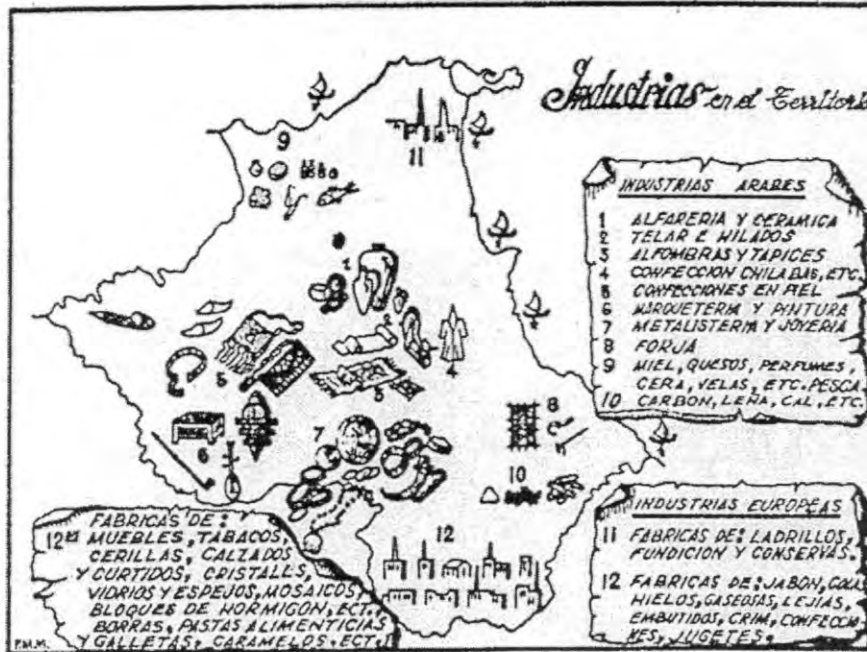 Industrias en el Territorio
INDUSTRIAS ARABES
1 ALFARERIA Y CERAMICA
2 TELAR E HILADOS
3 ALFOMBRAS Y TAPICES
4 CONFECCION CHILABAS, ETC.
5 CONFECCIONES EN PIEL
6 MARQUETERIA Y PINTURA
7 METALISTERIA Y JOYERIA
8 FORJA
9 MIEL, QUESOS, PERFUMES,
CERA, VELAS, ETC. PESCA
10 CARBON, LEÑA, CAL, ETC.
INDUSTRIAS EUROPEAS
11 FABRICAS DE: LADRILLOS,
FUNDICION Y CONSERVAS.
12 FABRICAS DE: JABON, COLA
HIELOS, GASEOSAS, LEJIAS,
EMBUTIDOS, CRIM, CONFECCIO-
NES, JUGETES.
FABRICAS DE:
12 MUEBLES, TABACOS,
CERILLAS, CALZADOS
Y CURTIDOS, CRISTALES,
VIDRIOS Y ESPEJOS, MOSAICOS,
BLOQUES DE HORMIGON, ECT.,
BORRAS, PASTAS ALIMENTICIAS
Y GALLETAS, CARAMELOS. ECT.
9
11
1
2
4
5
3
8
6
7
10
12